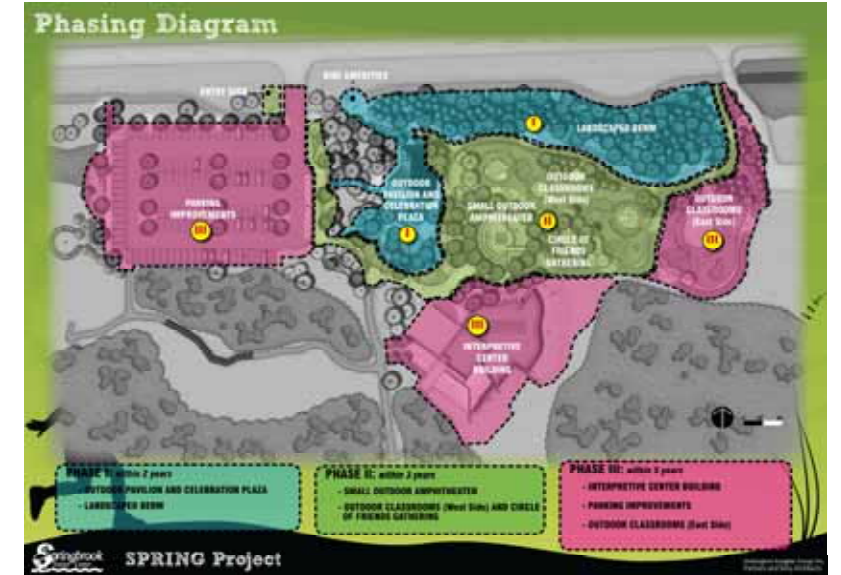 Phasing Diagram
ENTRY SIGN
BIKE AMENITIES
I
LANDSCAPED BERM
OUTDOOR
PAVILION AND
CELEBRATION
PLAZA
I
OUTDOOR
CLASSROOMS
(West Side)
SMALL OUTDOOR
AMPHITHEATER
II
CIRCLE OF
FRIENDS
GATHERING
OUTDOOR
CLASSROOMS
(East Side)
III
PARKING
IMPROVEMENTS
III
III
INTERPRETIVE
CENTER
BUILDING
PHASE I: within 2 years
- OUTDOOR PAVILION AND CELEBRATION PLAZA
- LANDSCAPED BERM
PHASE II: within 3 years
- SMALL OUTDOOR AMPHITHEATER
- OUTDOOR CLASSROOMS (West Side) AND CIRCLE
OF FRIENDS GATHERING
PHASE III: within 5 years
- INTERPRETIVE CENTER BUILDING
- PARKING IMPROVEMENTS
- OUTDOOR CLASSROOMS (East Side)
Springbrook
SPRING Project